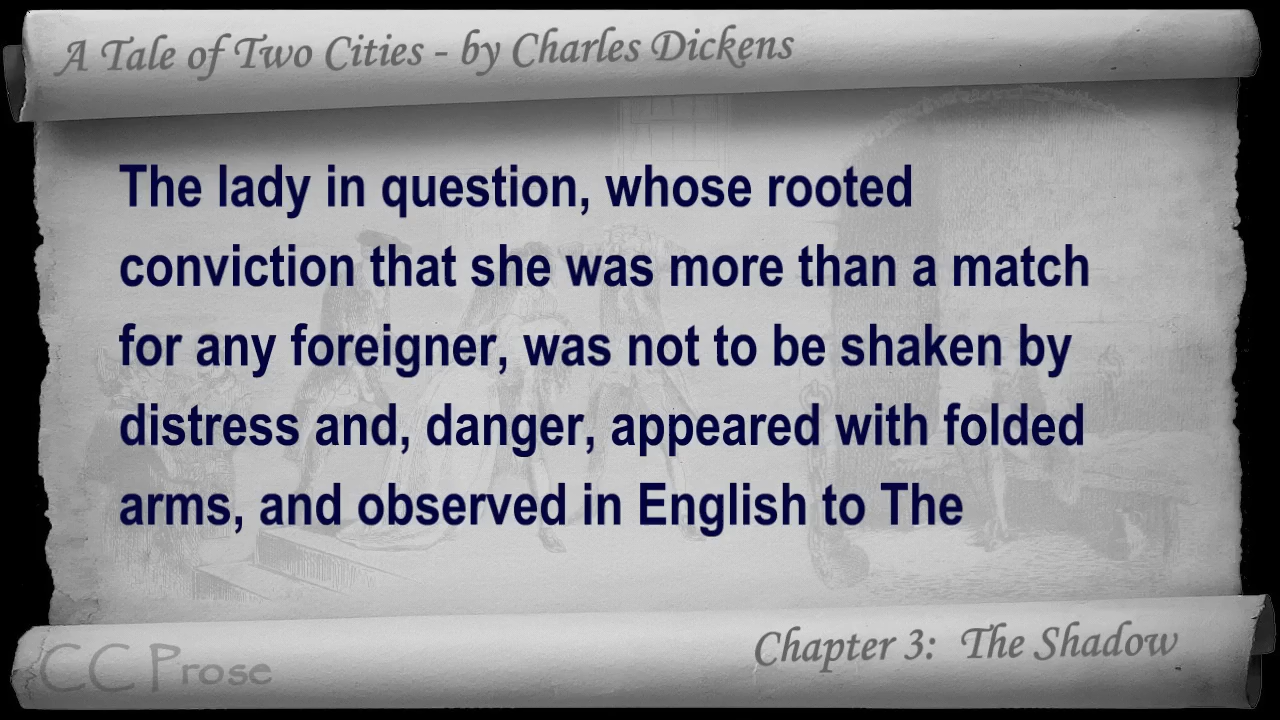 A Tale of Two Cities - by Charles Dickens
The lady in question, whose rooted
conviction that she was more than a match
for any foreigner, was not to be shaken by
distress and, danger, appeared with folded
arms, and observed in English to The
Chapter 3: The Shadow
CC Prose